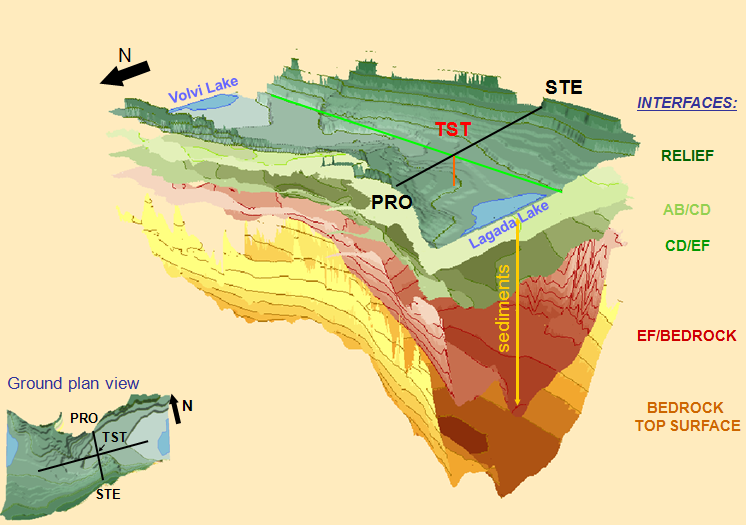 N
Volvi Lake
STE
INTERFACES:
TST
RELIEF
PRO
AB/CD
Lagada Lake
CD/EF
sediments
EF/BEDROCK
Ground plan view
BEDROCK
TOP SURFACE
N
PRO
TST
STE